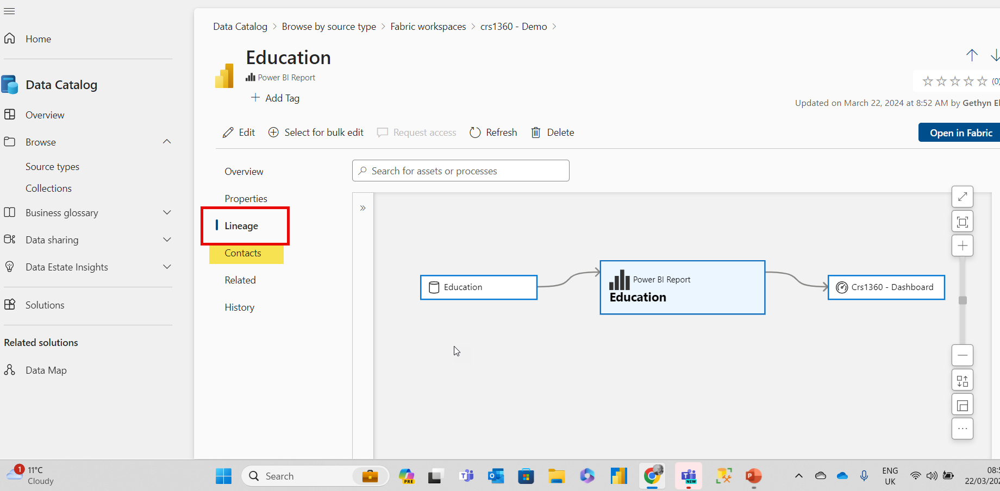 Home
Data Catalog
Overview
Browse
Source types
Collections
Business glossary
Data sharing
Data Estate Insights
Solutions
Related solutions
Data Map
Data Catalog > Browse by source type > Fabric workspaces > crs1360 - Demo >
Education
Power BI Report
+ Add Tag
(0)
Updated on March 22, 2024 at 8:52 AM by Gethyn
Edit
Select for bulk edit
Request access
Refresh
Delete
Open in Fabric
Overview
Properties
Lineage
Contacts
Related
History
Search for assets or processes
Education
Power BI Report
Education
Crs1360 - Dashboard
1
11°C
Cloudy
Search
PRE
NEW
ENG
UK
08:5
22/03/202